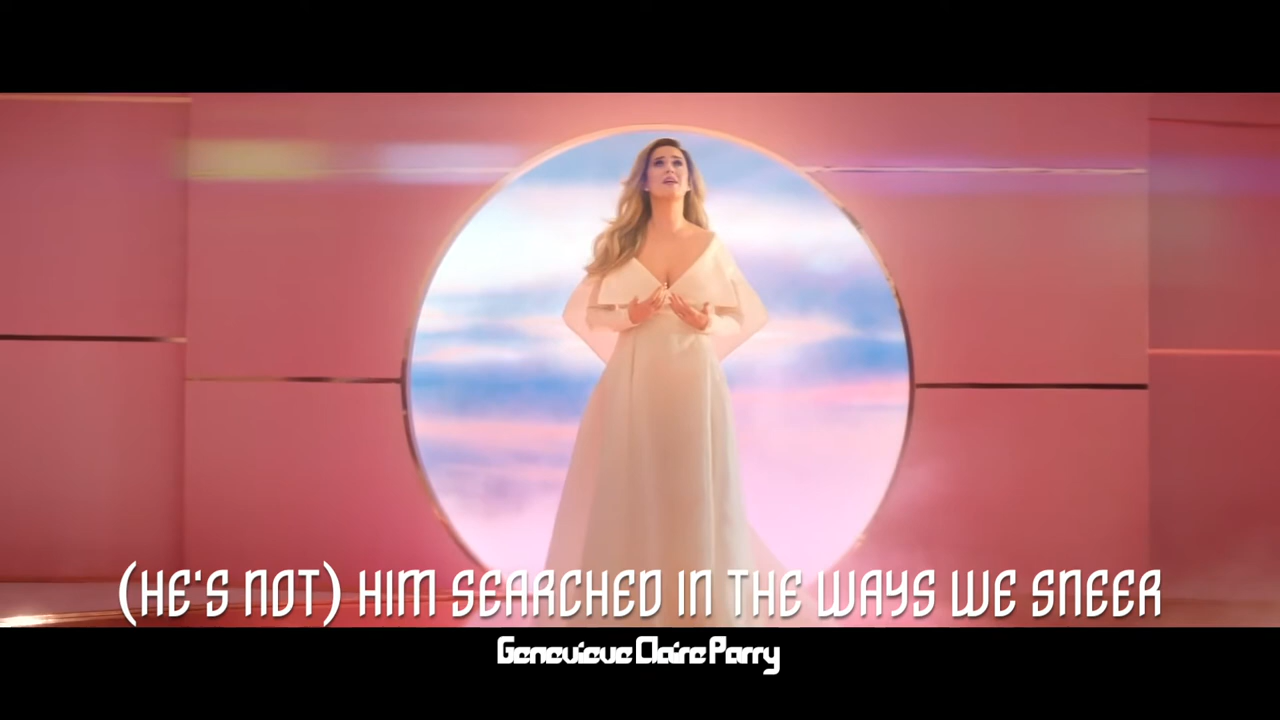 (HE'S NOT) HIM SEARCHED IN THE WAYS WE SNEER
Genevieve Claire Parry